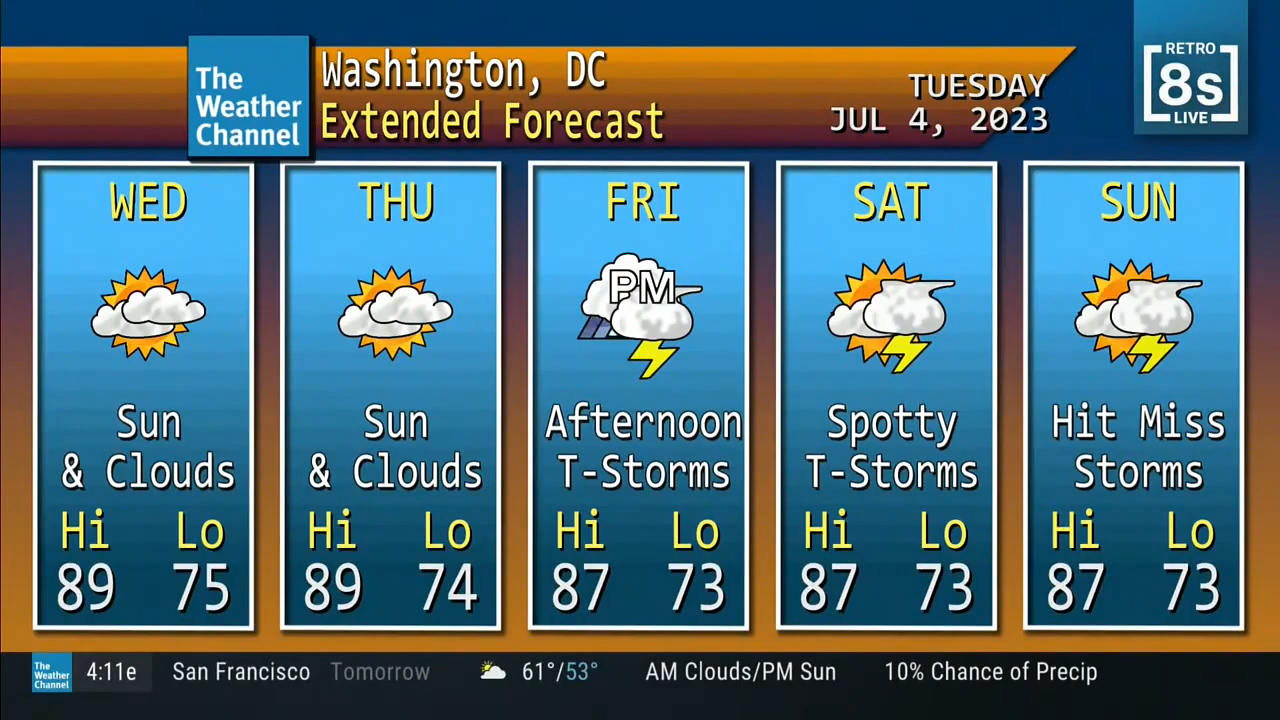 The
Weather
Channel
Washington, DC
Extended Forecast
TUESDAY
JUL 4, 2023
RETRO
8s
LIVE
WED
Sun
& Clouds
Hi Lo
89 75
THU
Sun
& Clouds
Hi Lo
89 74
FRI
PM
Afternoon
T-Storms
Hi Lo
87 73
SAT
Spotty
T-Storms
Hi Lo
87 73
SUN
Hit Miss
Storms
Hi Lo
87 73
The
Weather
Channel
4:11e San Francisco Tomorrow 61°/53° AM Clouds/PM Sun 10% Chance of Precip